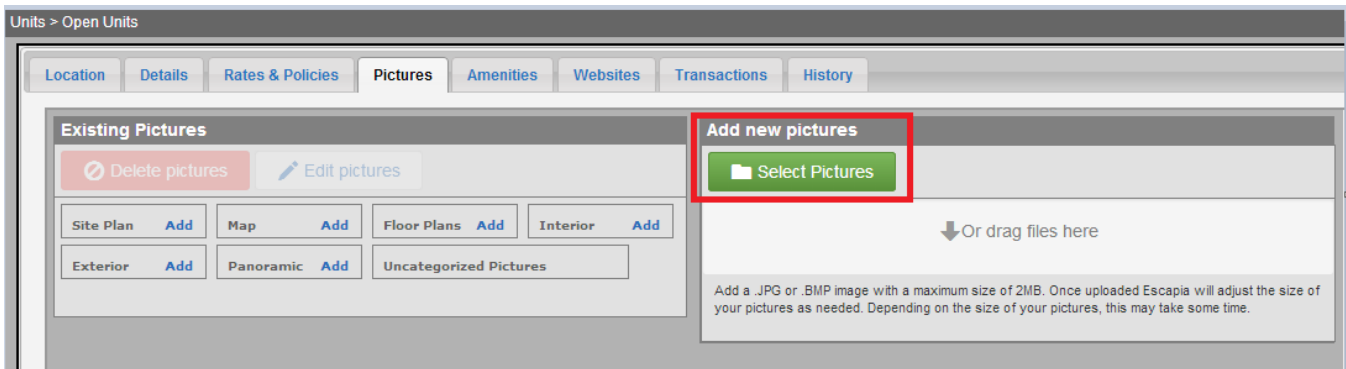 Units > Open Units
Location Details Rates & Policies Pictures Amenities Websites Transactions History
Existing Pictures
Delete pictures Edit pictures
Site Plan Add Map Add Floor Plans Add Interior Add
Exterior Add Panoramic Add Uncategorized Pictures
Add new pictures
Select Pictures
Or drag files here
Add a .JPG or .BMP image with a maximum size of 2MB. Once uploaded Escapia will adjust the size of
your pictures as needed. Depending on the size of your pictures, this may take some time.